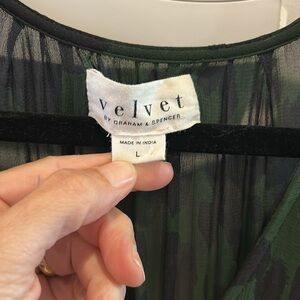 velvet
BY GRAHAM & SPENCER
MADE IN INDIA
L